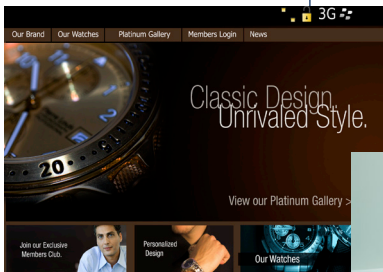 3G
Our Brand
Our Watches
Platinum Gallery
Members Login
News
20
Classic Design.
Unrivaled Style.
View our Platinum Gallery >
Join our Exclusive
Members Club.
Personalized
Design
Our Watches